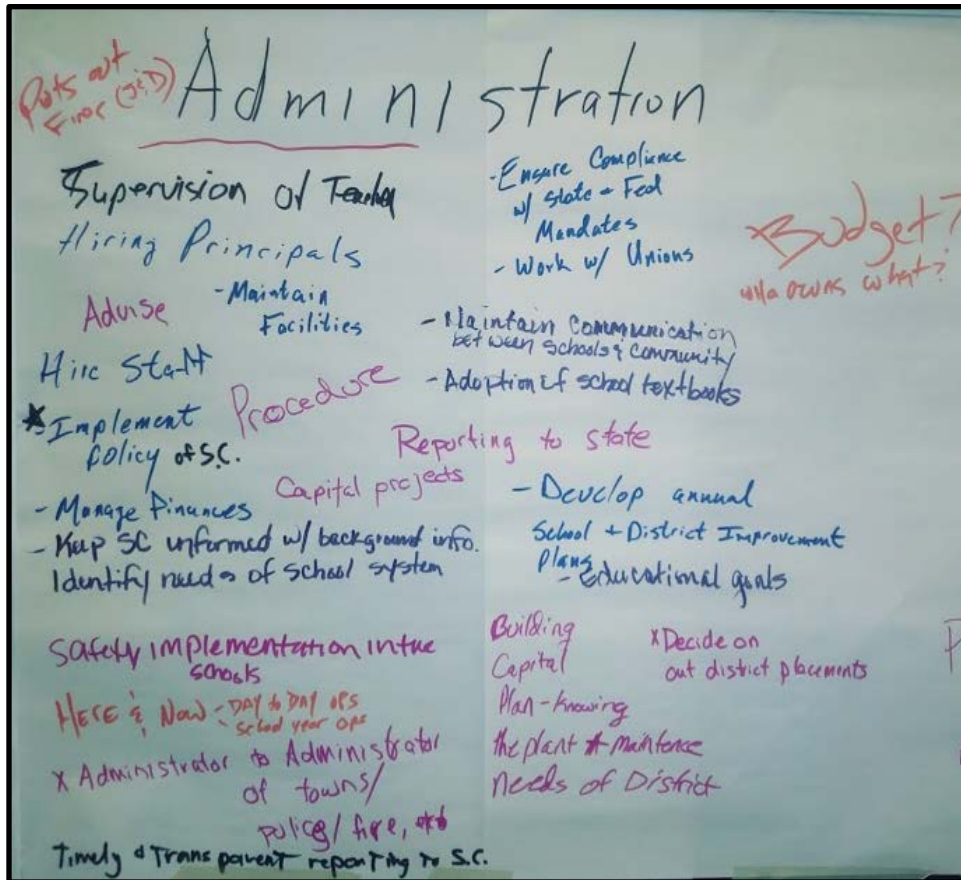 Puts out
Fires
Administration
Supervision of Teacher
Hiring Principals
Advise
- Maintain
Facilities
Hire Staff
Procedure
Implement
policy of S.C.
Capital projects
- Manage Finances
- Keep SC informed w/ background info.
Identify needs of school system
Safety implementation in the
schools
HERE & NOW - DAY to DAY OPS
- School year OPS
x Administrator to Administrator
of towns/
police/ fire,
Timely & Transparent reporting to S.C.
- Ensure Compliance
w/ state + Fed
Mandates
- Work w/ Unions
- Maintain communication
between schools & community
- Adoption of school textbooks
Reporting to state
- Develop annual
School + District Improvement
Plans
- Educational goals
Building
Capital
Plan - Knowing
the plant + maintence
needs of District
x Decide on
out district placements
Budget?
who owns what?